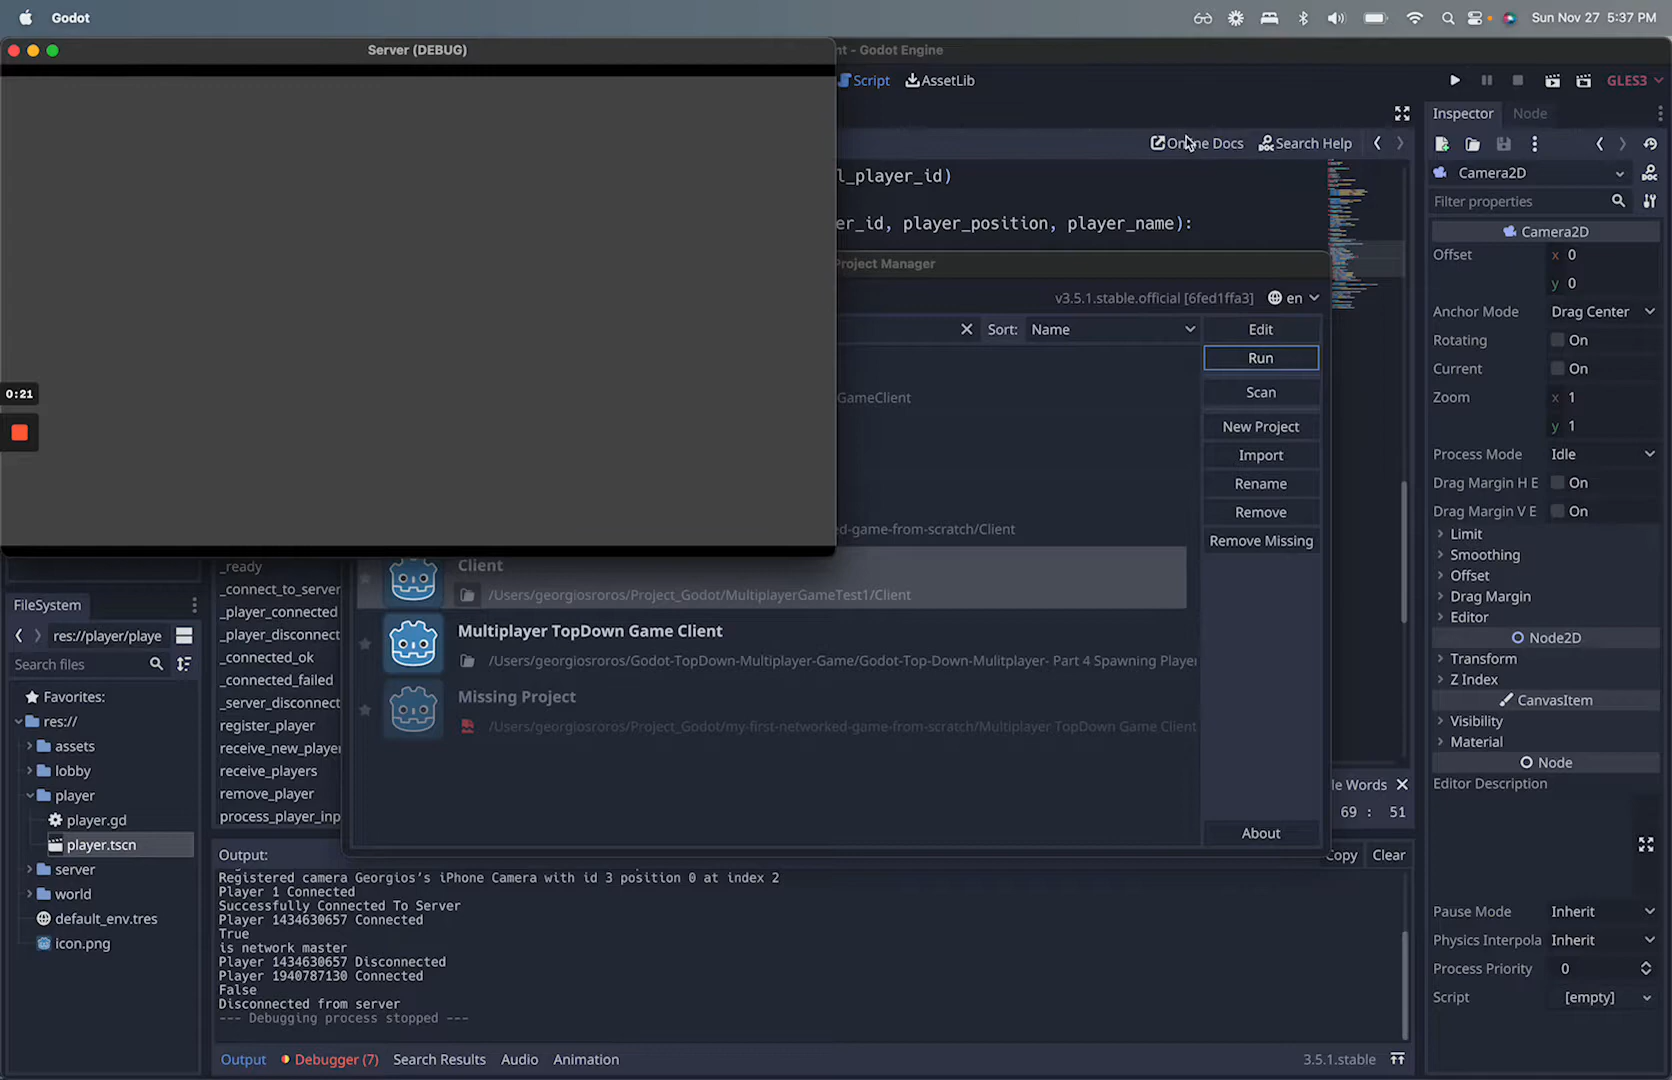 Godot
Sun Nov 27 5:37 PM
Server (DEBUG)
nt - Godot Engine
Script
AssetLib
GLES3
Inspector
Node
Online Docs
Search Help
l_player_id)
er_id, player_position, player_name):
Camera2D
Filter properties
Camera2D
Offset
x 0
y 0
Anchor Mode
Drag Center
Rotating
On
Current
On
Zoom
x 1
y 1
Process Mode
Idle
Drag Margin H E
On
Drag Margin V E
On
Limit
Smoothing
Offset
Drag Margin
Editor
Node2D
Transform
Z Index
CanvasItem
Visibility
Material
Node
Editor Description
Pause Mode
Inherit
Physics Interpola
Inherit
Process Priority
0
Script
[empty]
Project Manager
v3.5.1.stable.official [6fed1ffa3]
en
Sort:
Name
Edit
Run
Scan
New Project
Import
Rename
Remove
Remove Missing
About
GameClient
d-game-from-scratch/Client
Client
/Users/georgiosroros/Project_Godot/MultiplayerGameTest1/Client
Multiplayer TopDown Game Client
/Users/georgiosroros/Godot-TopDown-Multiplayer-Game/Godot-Top-Down-Mulitplayer- Part 4 Spawning Player
Missing Project
/Users/georgiosroros/Project_Godot/my-first-networked-game-from-scratch/Multiplayer TopDown Game Client
0:21
FileSystem
res://player/playe
Search files
Favorites:
res://
assets
lobby
player
player.gd
player.tscn
server
world
default_env.tres
icon.png
_ready
_connect_to_server
_player_connected
_player_disconnect
_connected_ok
_connected_failed
_server_disconnect
register_player
receive_new_player
receive_players
remove_player
process_player_inp
le Words
69 : 51
Output:
Copy
Clear
Registered camera Georgios's iPhone Camera with id 3 position 0 at index 2
Player 1 Connected
Successfully Connected To Server
Player 1434630657 Connected
True
is network master
Player 1434630657 Disconnected
Player 1940787130 Connected
False
Disconnected from server
--- Debugging process stopped ---
Output
Debugger (7)
Search Results
Audio
Animation
3.5.1.stable